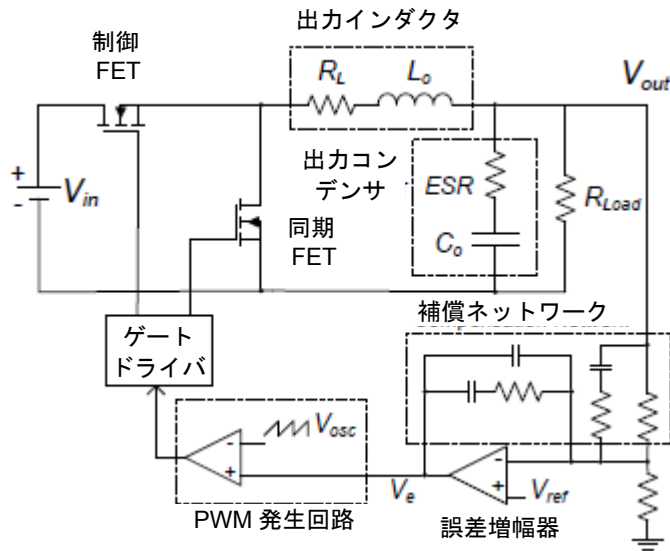 出力インダクタ
制御
FET
R_L
L_o
V_out
+
-
V_in
出力コン
デンサ
ESR
C_o
R_Load
同期
FET
補償ネットワーク
ゲート
ドライバ
-
+
V_osc
V_e
-
+
V_ref
PWM 発生回路
誤差増幅器